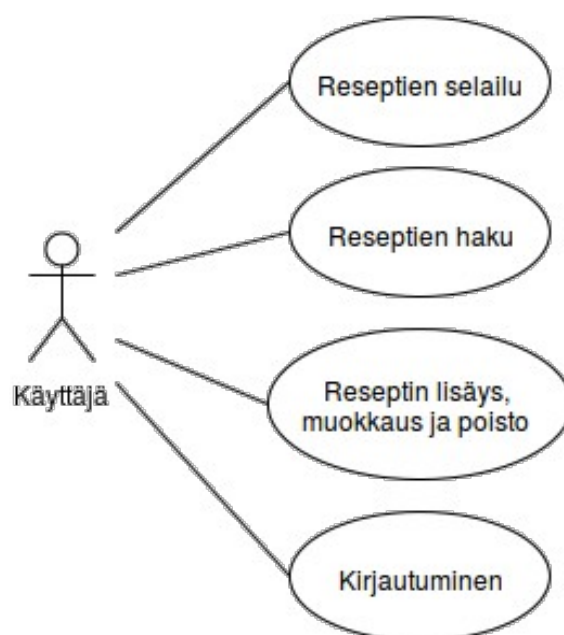 Reseptien selailu
Reseptien haku
Käyttäjä
Reseptin lisäys,
muokkaus ja poisto
Kirjautuminen